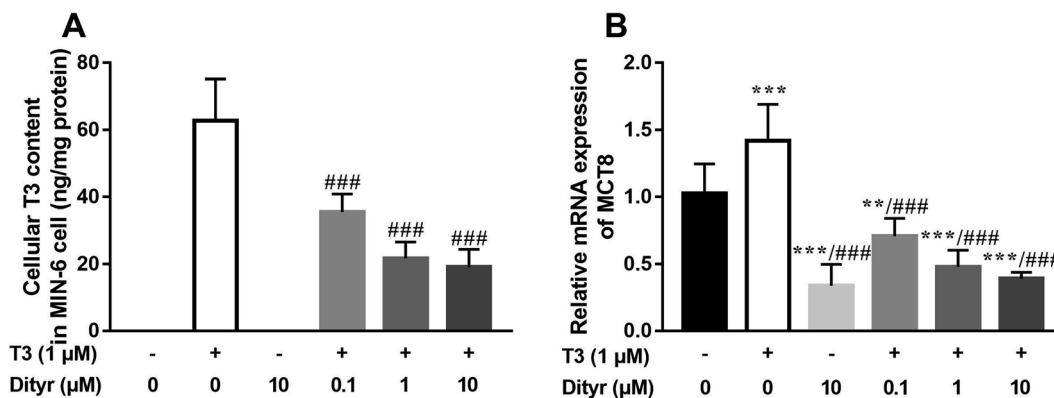 A
Cellular T3 content
in MIN-6 cell (ng/mg protein)
80
60
40
20
0
###
###
###
T3 (1 µM) - + - + + +
Dityr (µM) 0 0 10 0.1 1 10
B
Relative mRNA expression
of MCT8
2.0
1.5
1.0
0.5
0.0
***
***/###
**/###
***/###
***/###
T3 (1 µM) - + - + + +
Dityr (µM) 0 0 10 0.1 1 10